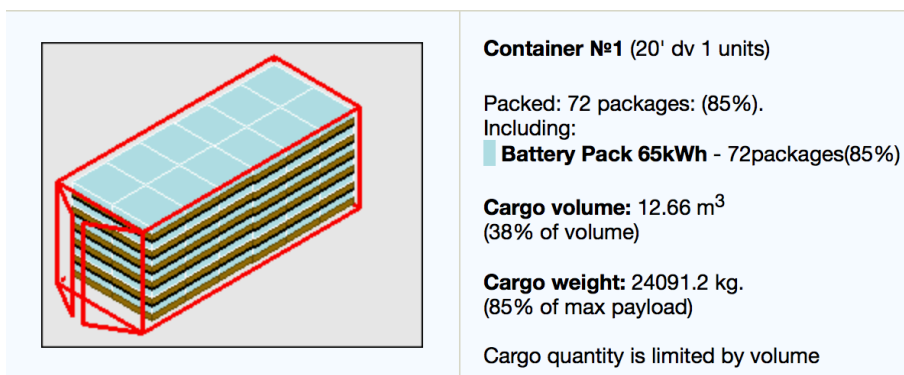 Container №1 (20' dv 1 units)
Packed: 72 packages: (85%).
Including:
Battery Pack 65kWh - 72packages(85%)
Cargo volume: 12.66 m³
(38% of volume)
Cargo weight: 24091.2 kg.
(85% of max payload)
Cargo quantity is limited by volume